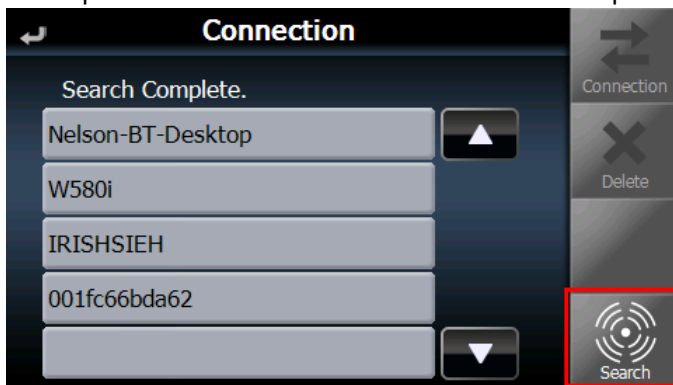 Connection
Search Complete.
Nelson-BT-Desktop
W580i
IRISHSIEH
001fc66bda62
Connection
Delete
Search